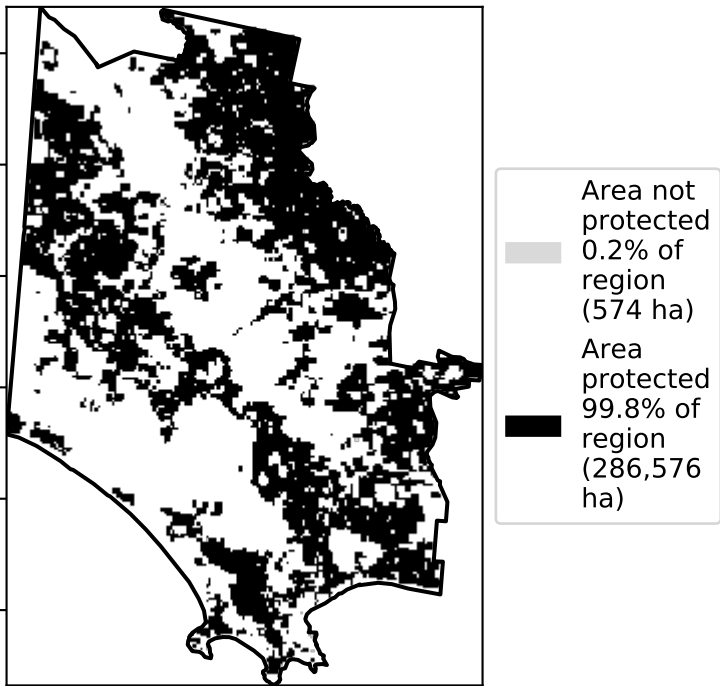 Area not
protected
0.2% of
region
(574 ha)
Area
protected
99.8% of
region
(286,576
ha)